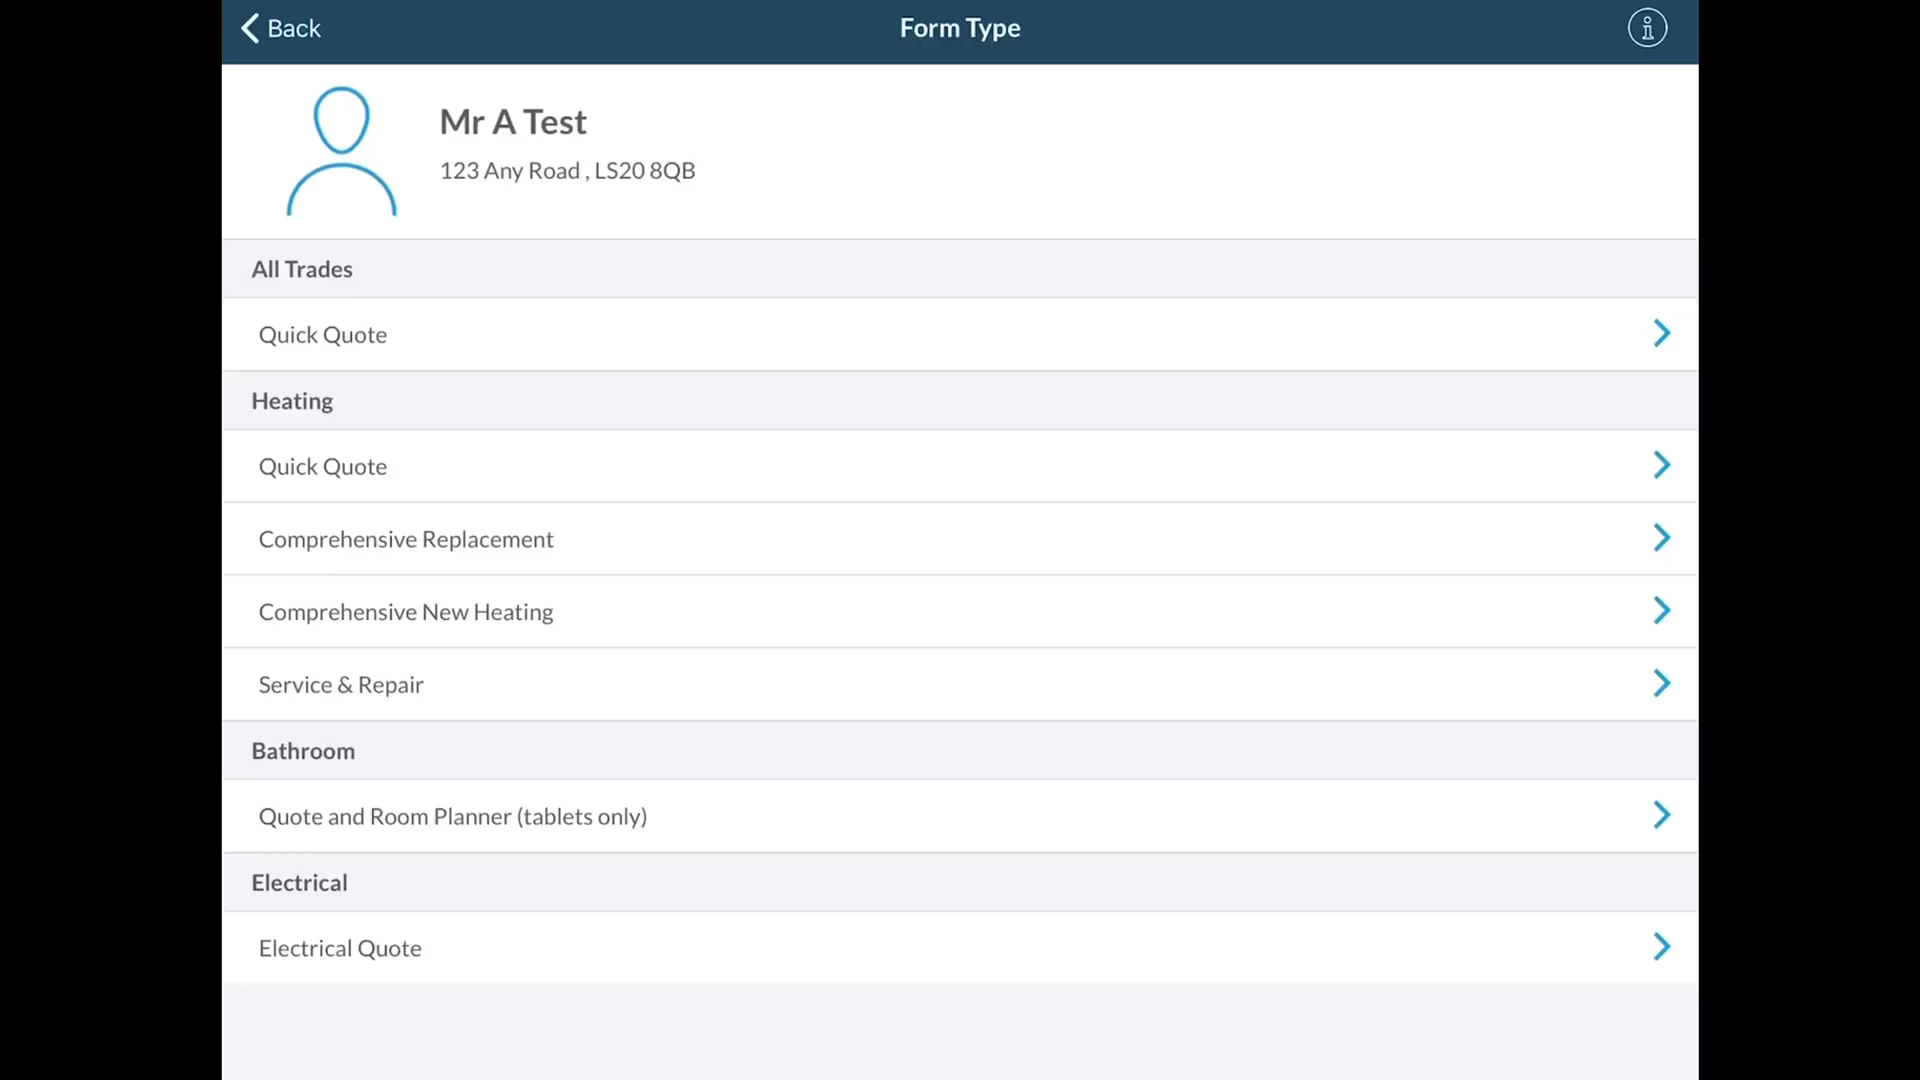 Back
Form Type
Mr A Test
123 Any Road , LS20 8QB
All Trades
Quick Quote
Heating
Quick Quote
Comprehensive Replacement
Comprehensive New Heating
Service & Repair
Bathroom
Quote and Room Planner (tablets only)
Electrical
Electrical Quote